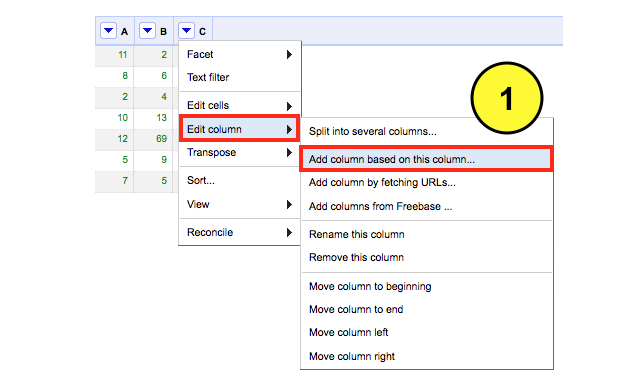 A B C
11 2
8 6
2 4
10 13
12 69
5 9
7 5
Facet
Text filter
Edit cells
Edit column
Transpose
Sort...
View
Reconcile
1
Split into several columns...
Add column based on this column...
Add column by fetching URLs...
Add columns from Freebase ...
Rename this column
Remove this column
Move column to beginning
Move column to end
Move column left
Move column right